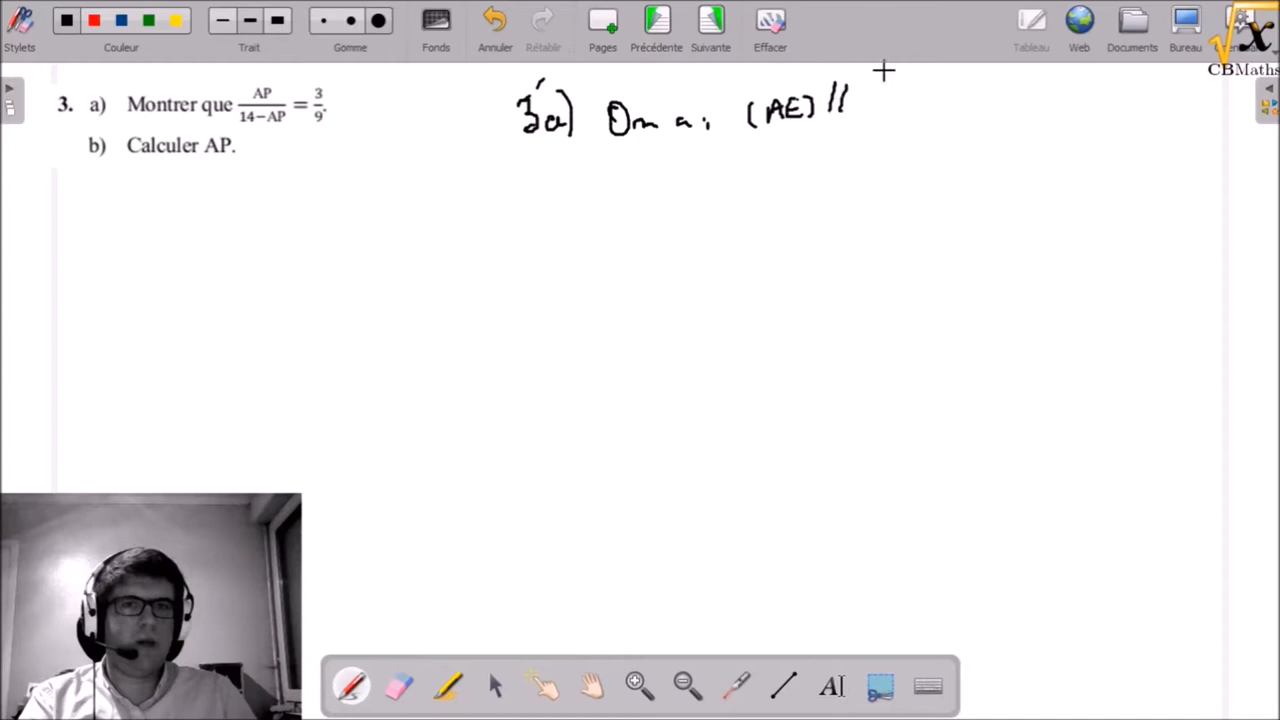 Stylets Couleur Trait Gomme Fonds Annuler Rétablir Pages Précédente Suivante Effacer Tableau Web Documents Bureau
CBMaths
3. a) Montrer que AP/14−AP = 3/9.
b) Calculer AP.
3a) On a: (AE) //
AI